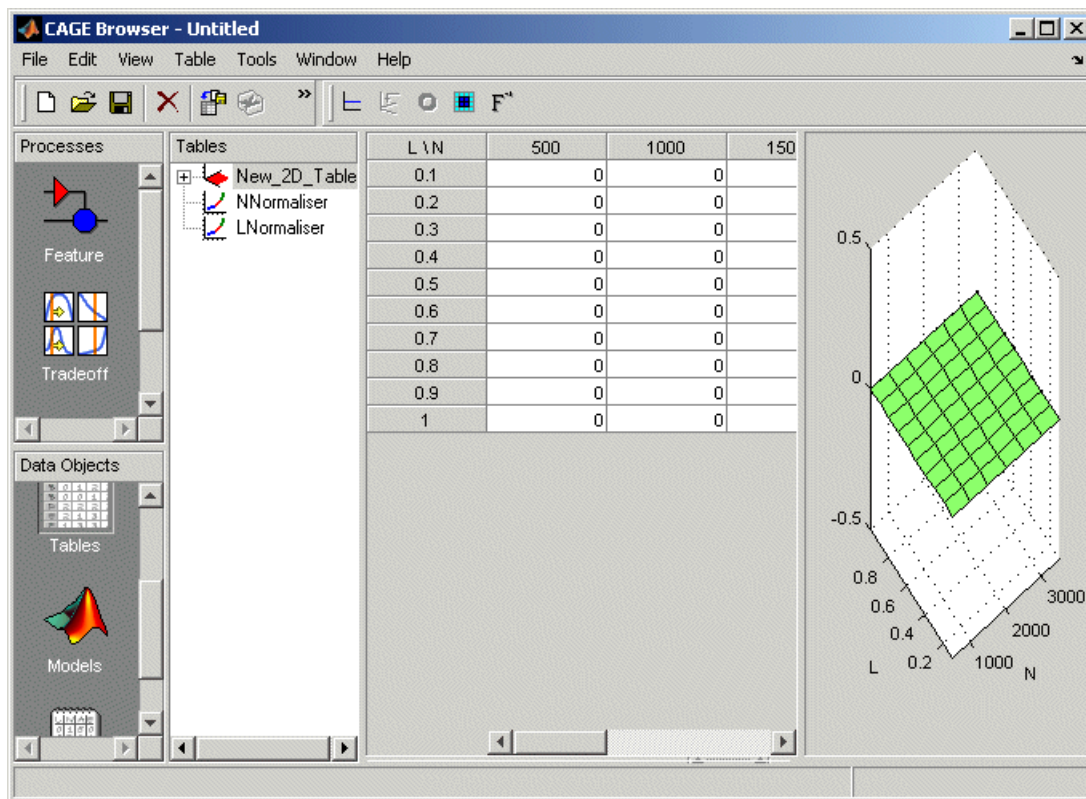 CAGE Browser - Untitled
File Edit View Table Tools Window Help
» F
Processes
Feature
Tradeoff
Data Objects
Tables
Models
Tables
New_2D_Table
NNormaliser
LNormaliser
L \ N 500 1000 150
0.1 0 0
0.2 0 0
0.3 0 0
0.4 0 0
0.5 0 0
0.6 0 0
0.7 0 0
0.8 0 0
0.9 0 0
1 0 0
0.5
0
-0.5
0.8
0.6
0.4
0.2
L
1000
2000
3000
N